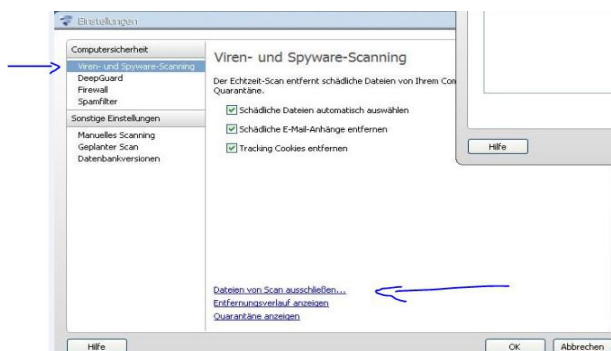 Einstellungen
Computersicherheit
Viren- und Spyware-Scanning
DeepGuard
Firewall
Spamfilter
Sonstige Einstellungen
Manuelles Scanning
Geplanter Scan
Datenbankversionen
Viren- und Spyware-Scanning
Der Echtzeit-Scan entfernt schädliche Dateien von Ihrem
Quarantäne.
Schädliche Dateien automatisch auswählen
Schädliche E-Mail-Anhänge entfernen
Tracking Cookies entfernen
Dateien von Scan ausschließen...
Entfernungsverlauf anzeigen
Quarantäne anzeigen
Hilfe
Hilfe
OK
Abbrechen